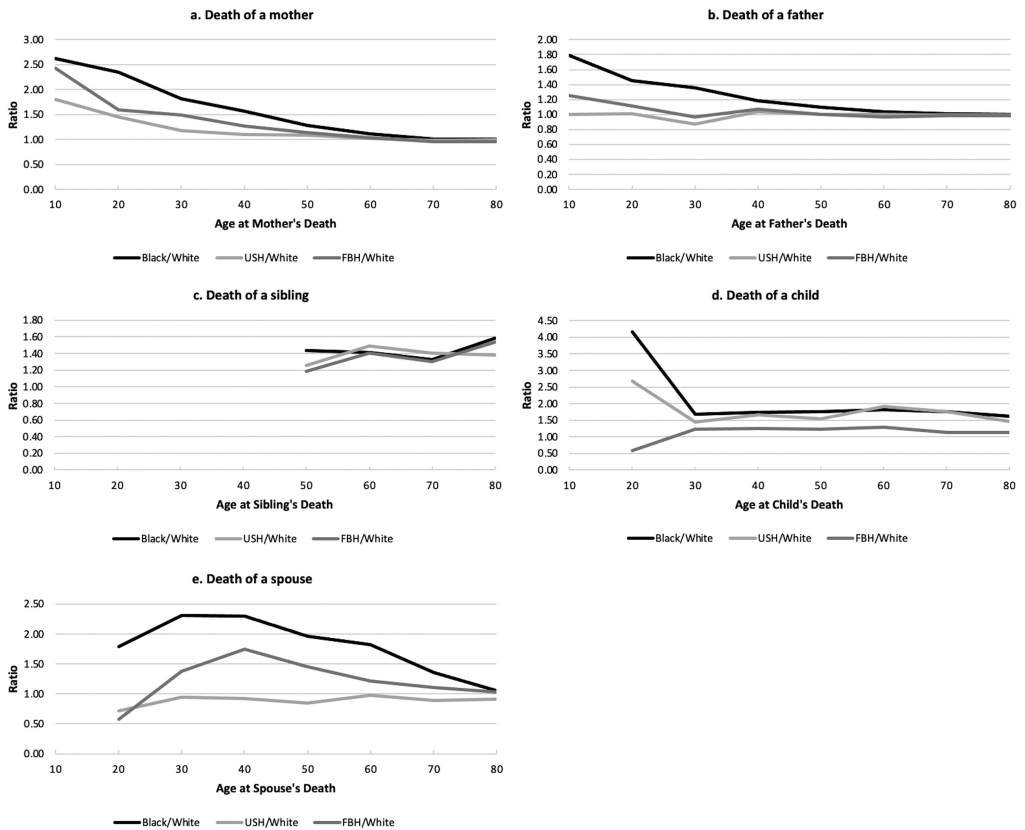 a. Death of a mother
3.00
2.50
2.00
1.50
1.00
0.50
0.00
Ratio
10 20 30 40 50 60 70 80
Age at Mother's Death
Black/White USH/White FBH/White
b. Death of a father
2.00
1.80
1.60
1.40
1.20
1.00
0.80
0.60
0.40
0.20
0.00
Ratio
10 20 30 40 50 60 70 80
Age at Father's Death
Black/White USH/White FBH/White
c. Death of a sibling
1.80
1.60
1.40
1.20
1.00
0.80
0.60
0.40
0.20
0.00
Ratio
10 20 30 40 50 60 70 80
Age at Sibling's Death
Black/White USH/White FBH/White
d. Death of a child
4.50
4.00
3.50
3.00
2.50
2.00
1.50
1.00
0.50
0.00
Ratio
10 20 30 40 50 60 70 80
Age at Child's Death
Black/White USH/White FBH/White
e. Death of a spouse
2.50
2.00
1.50
1.00
0.50
0.00
Ratio
10 20 30 40 50 60 70 80
Age at Spouse's Death
Black/White USH/White FBH/White